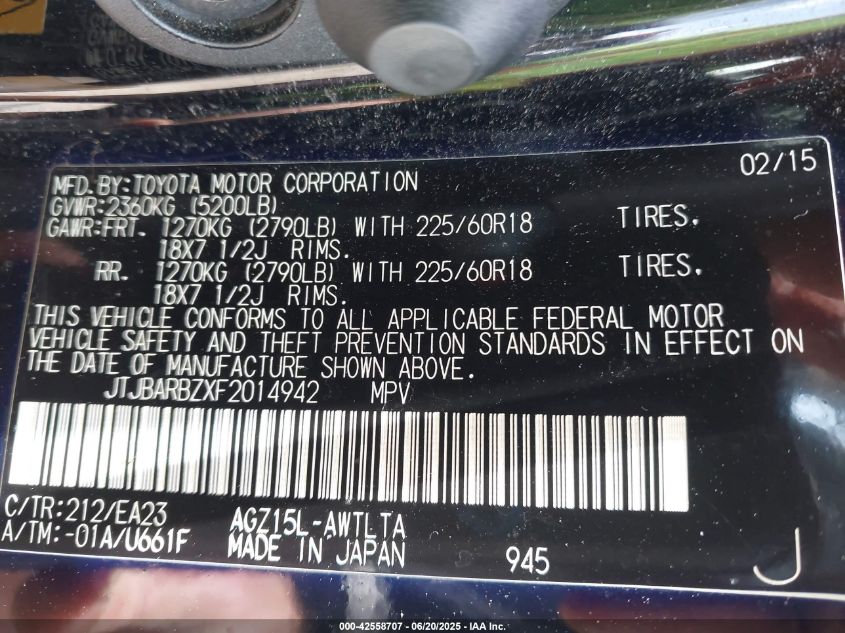 02/15
MFD.BY:TOYOTA MOTOR CORPORATION
GVWR:2360KG (5200LB)
GAWR:FRT. 1270KG (2790LB) WITH 225/60R18 TIRES.
18X7 1/2J RIMS.
RR. 1270KG (2790LB) WITH 225/60R18 TIRES.
18X7 1/2J RIMS.
THIS VEHICLE CONFORMS TO ALL APPLICABLE FEDERAL MOTOR
VEHICLE SAFETY AND THEFT PREVENTION STANDARDS IN EFFECT ON
THE DATE OF MANUFACTURE SHOWN ABOVE.
JTJBARBZXF2014942 MPV
C/TR:212/EA23 AGZ15L-AWTLTA
A/TM:-01A/U661F MADE IN JAPAN 945 J
000-42558707 - 06/20/2025 - IAA Inc.